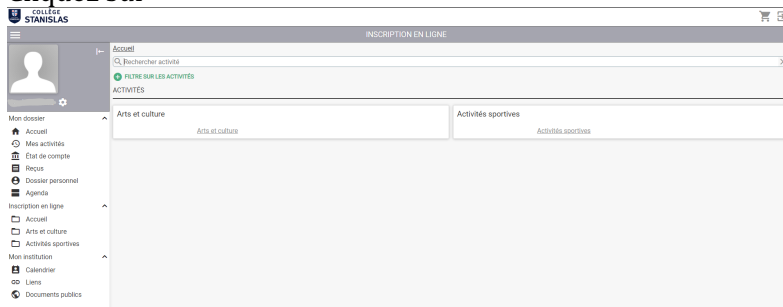 COLLÈGE
STANISLAS
INSCRIPTION EN LIGNE
Accueil
Rechercher activité
FILTRE SUR LES ACTIVITÉS
ACTIVITÉS
Arts et culture
Arts et culture
Activités sportives
Activités sportives
Mon dossier
Accueil
Mes activités
État de compte
Reçus
Dossier personnel
Agenda
Inscription en ligne
Accueil
Arts et culture
Activités sportives
Mon institution
Calendrier
Liens
Documents publics